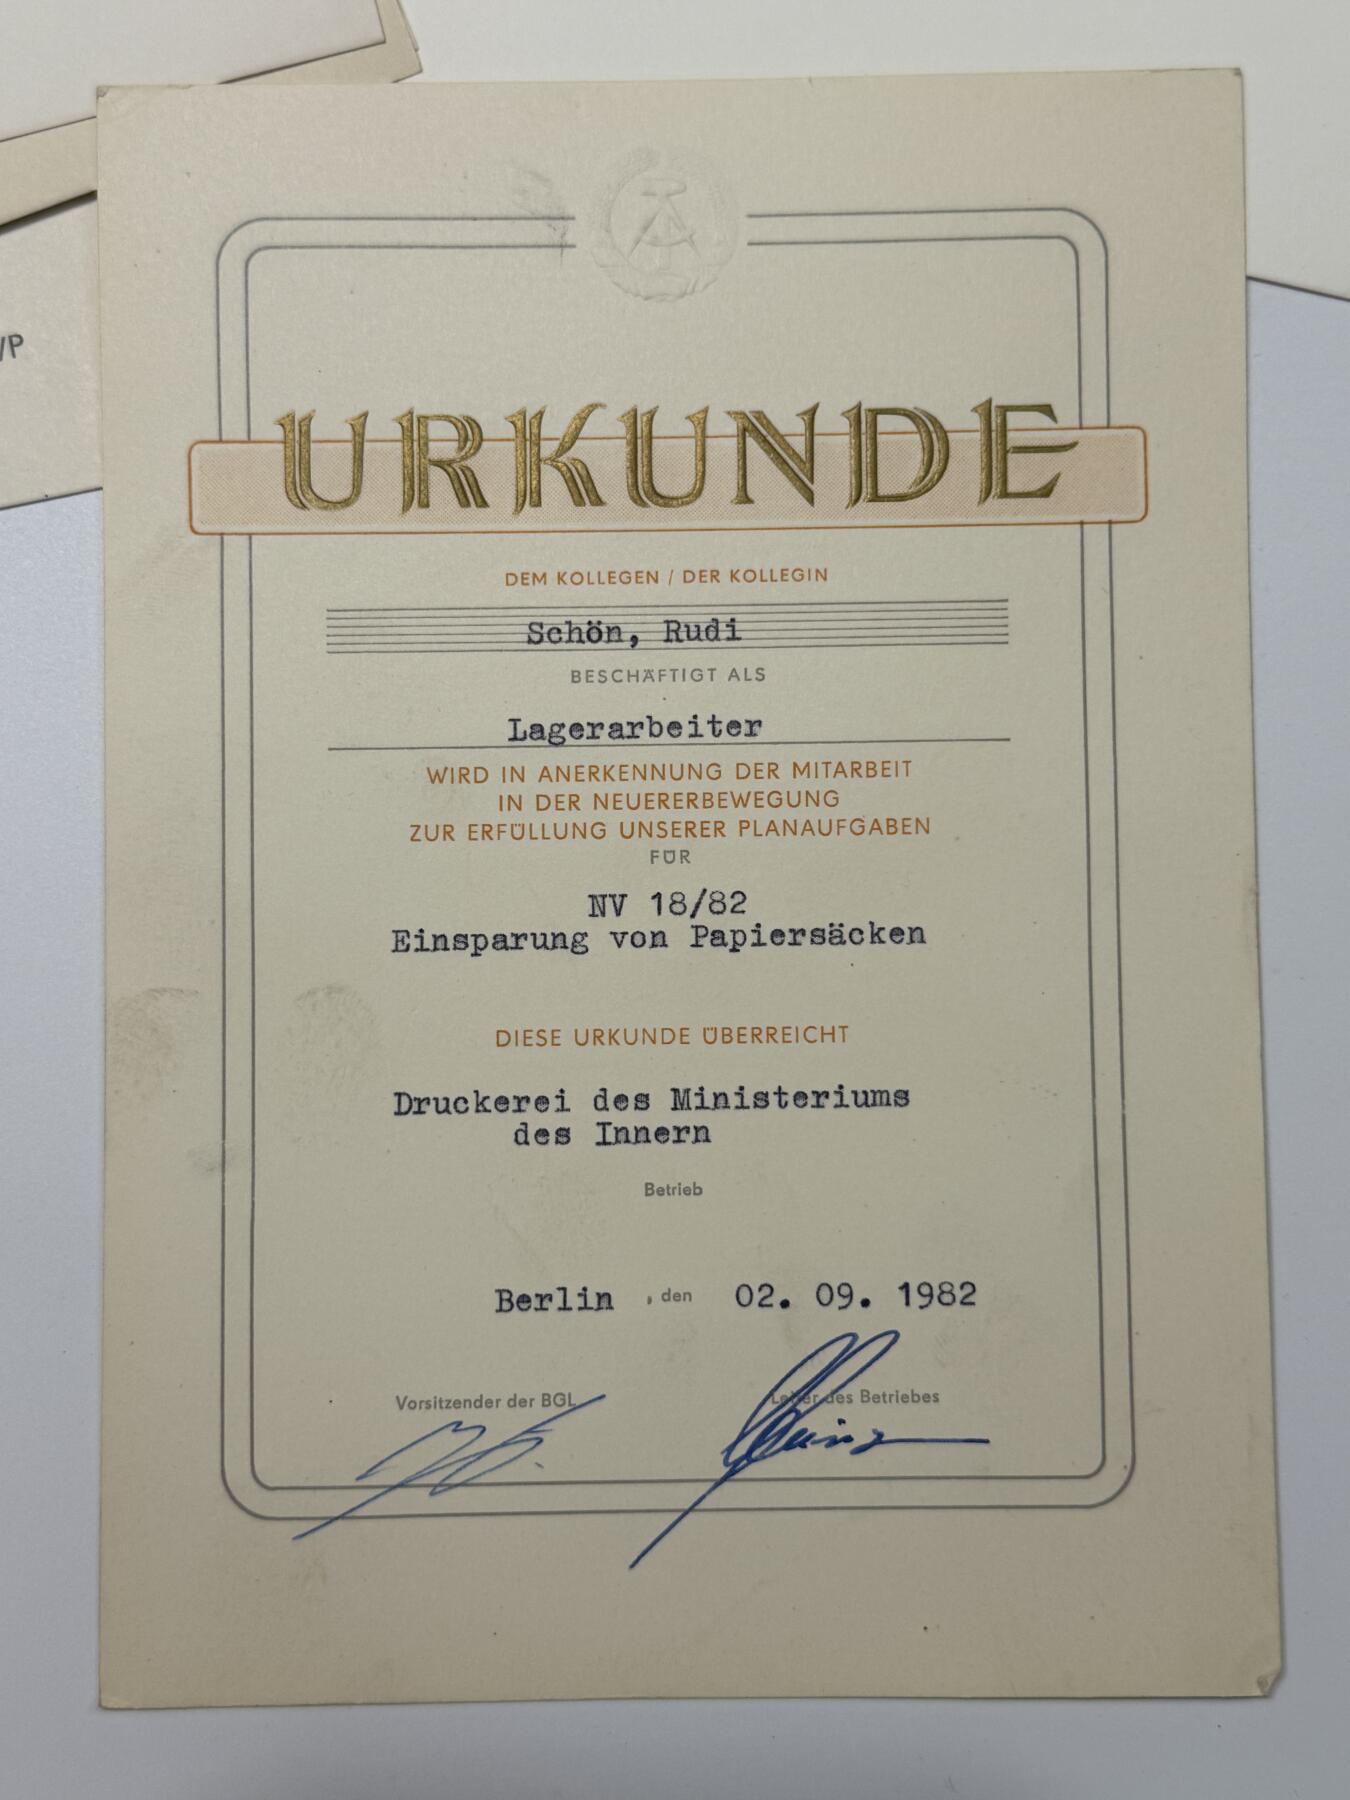 VP
URKUNDE
DEM KOLLEGEN / DER KOLLEGIN
Schön, Rudi
BESCHÄFTIGT ALS
Lagerarbeiter
WIRD IN ANERKENNUNG DER MITARBEIT
IN DER NEUERERBEWEGUNG
ZUR ERFÜLLUNG UNSERER PLANAUFGABEN
FÜR
NV 18/82
Einsparung von Papiersäcken
DIESE URKUNDE ÜBERREICHT
Druckerei des Ministeriums
des Innern
Betrieb
Berlin , den 02. 09. 1982
Vorsitzender der BGL Leiter des Betriebes